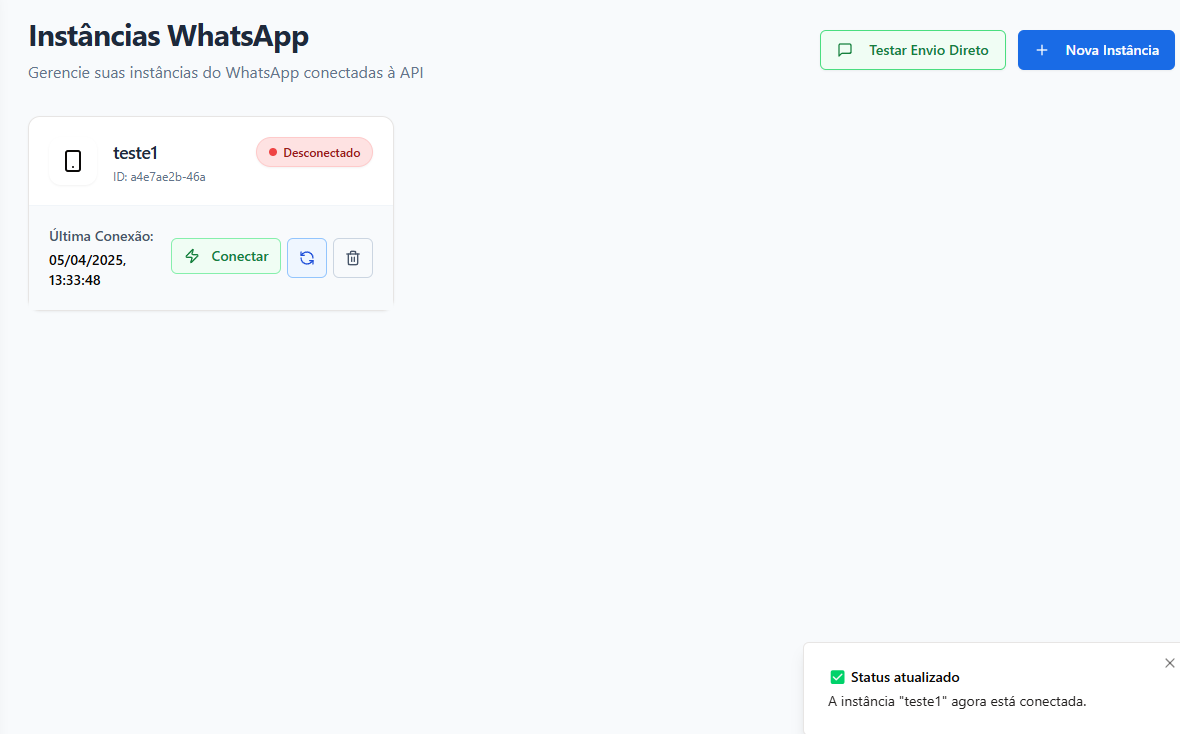 Instâncias WhatsApp
Gerencie suas instâncias do WhatsApp conectadas à API
Testar Envio Direto
Nova Instância
teste1
ID: a4e7ae2b-46a
Desconectado
Última Conexão:
05/04/2025,
13:33:48
Conectar
Status atualizado
A instância "teste1" agora está conectada.